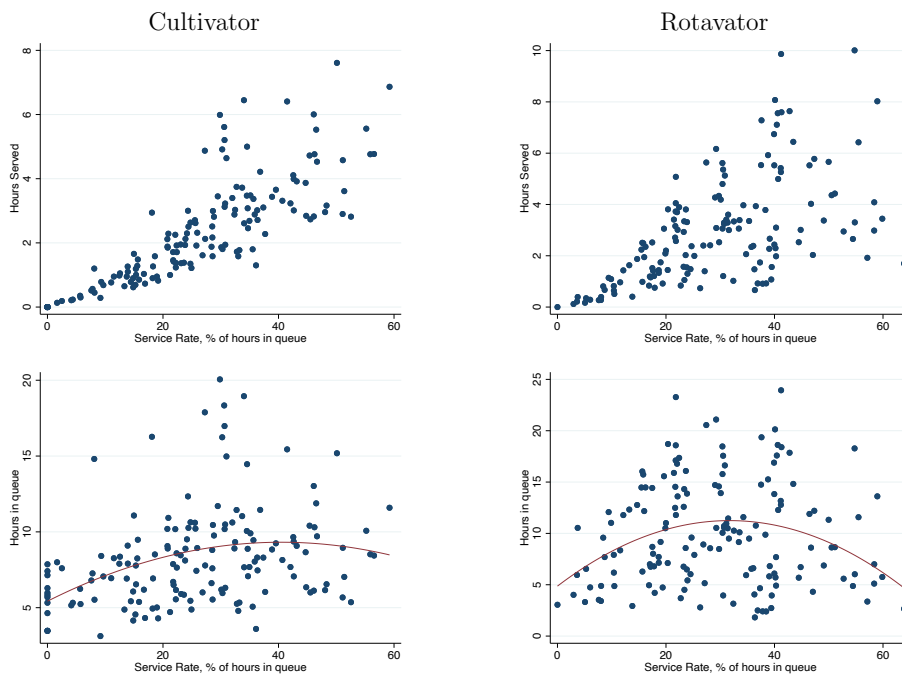 Cultivator
Rotavator
Hours Served
8
6
4
2
0
0 20 40 60
Service Rate, % of hours in queue
Hours Served
10
8
6
4
2
0
0 20 40 60
Service Rate, % of hours in queue
Hours in queue
20
15
10
5
0 20 40 60
Service Rate, % of hours in queue
Hours in queue
25
20
15
10
5
0
0 20 40 60
Service Rate, % of hours in queue